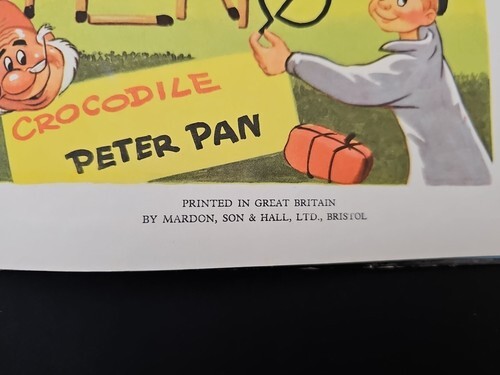 CROCODILE
PETER PAN
PRINTED IN GREAT BRITAIN
BY MARDON, SON & HALL, LTD., BRISTOL